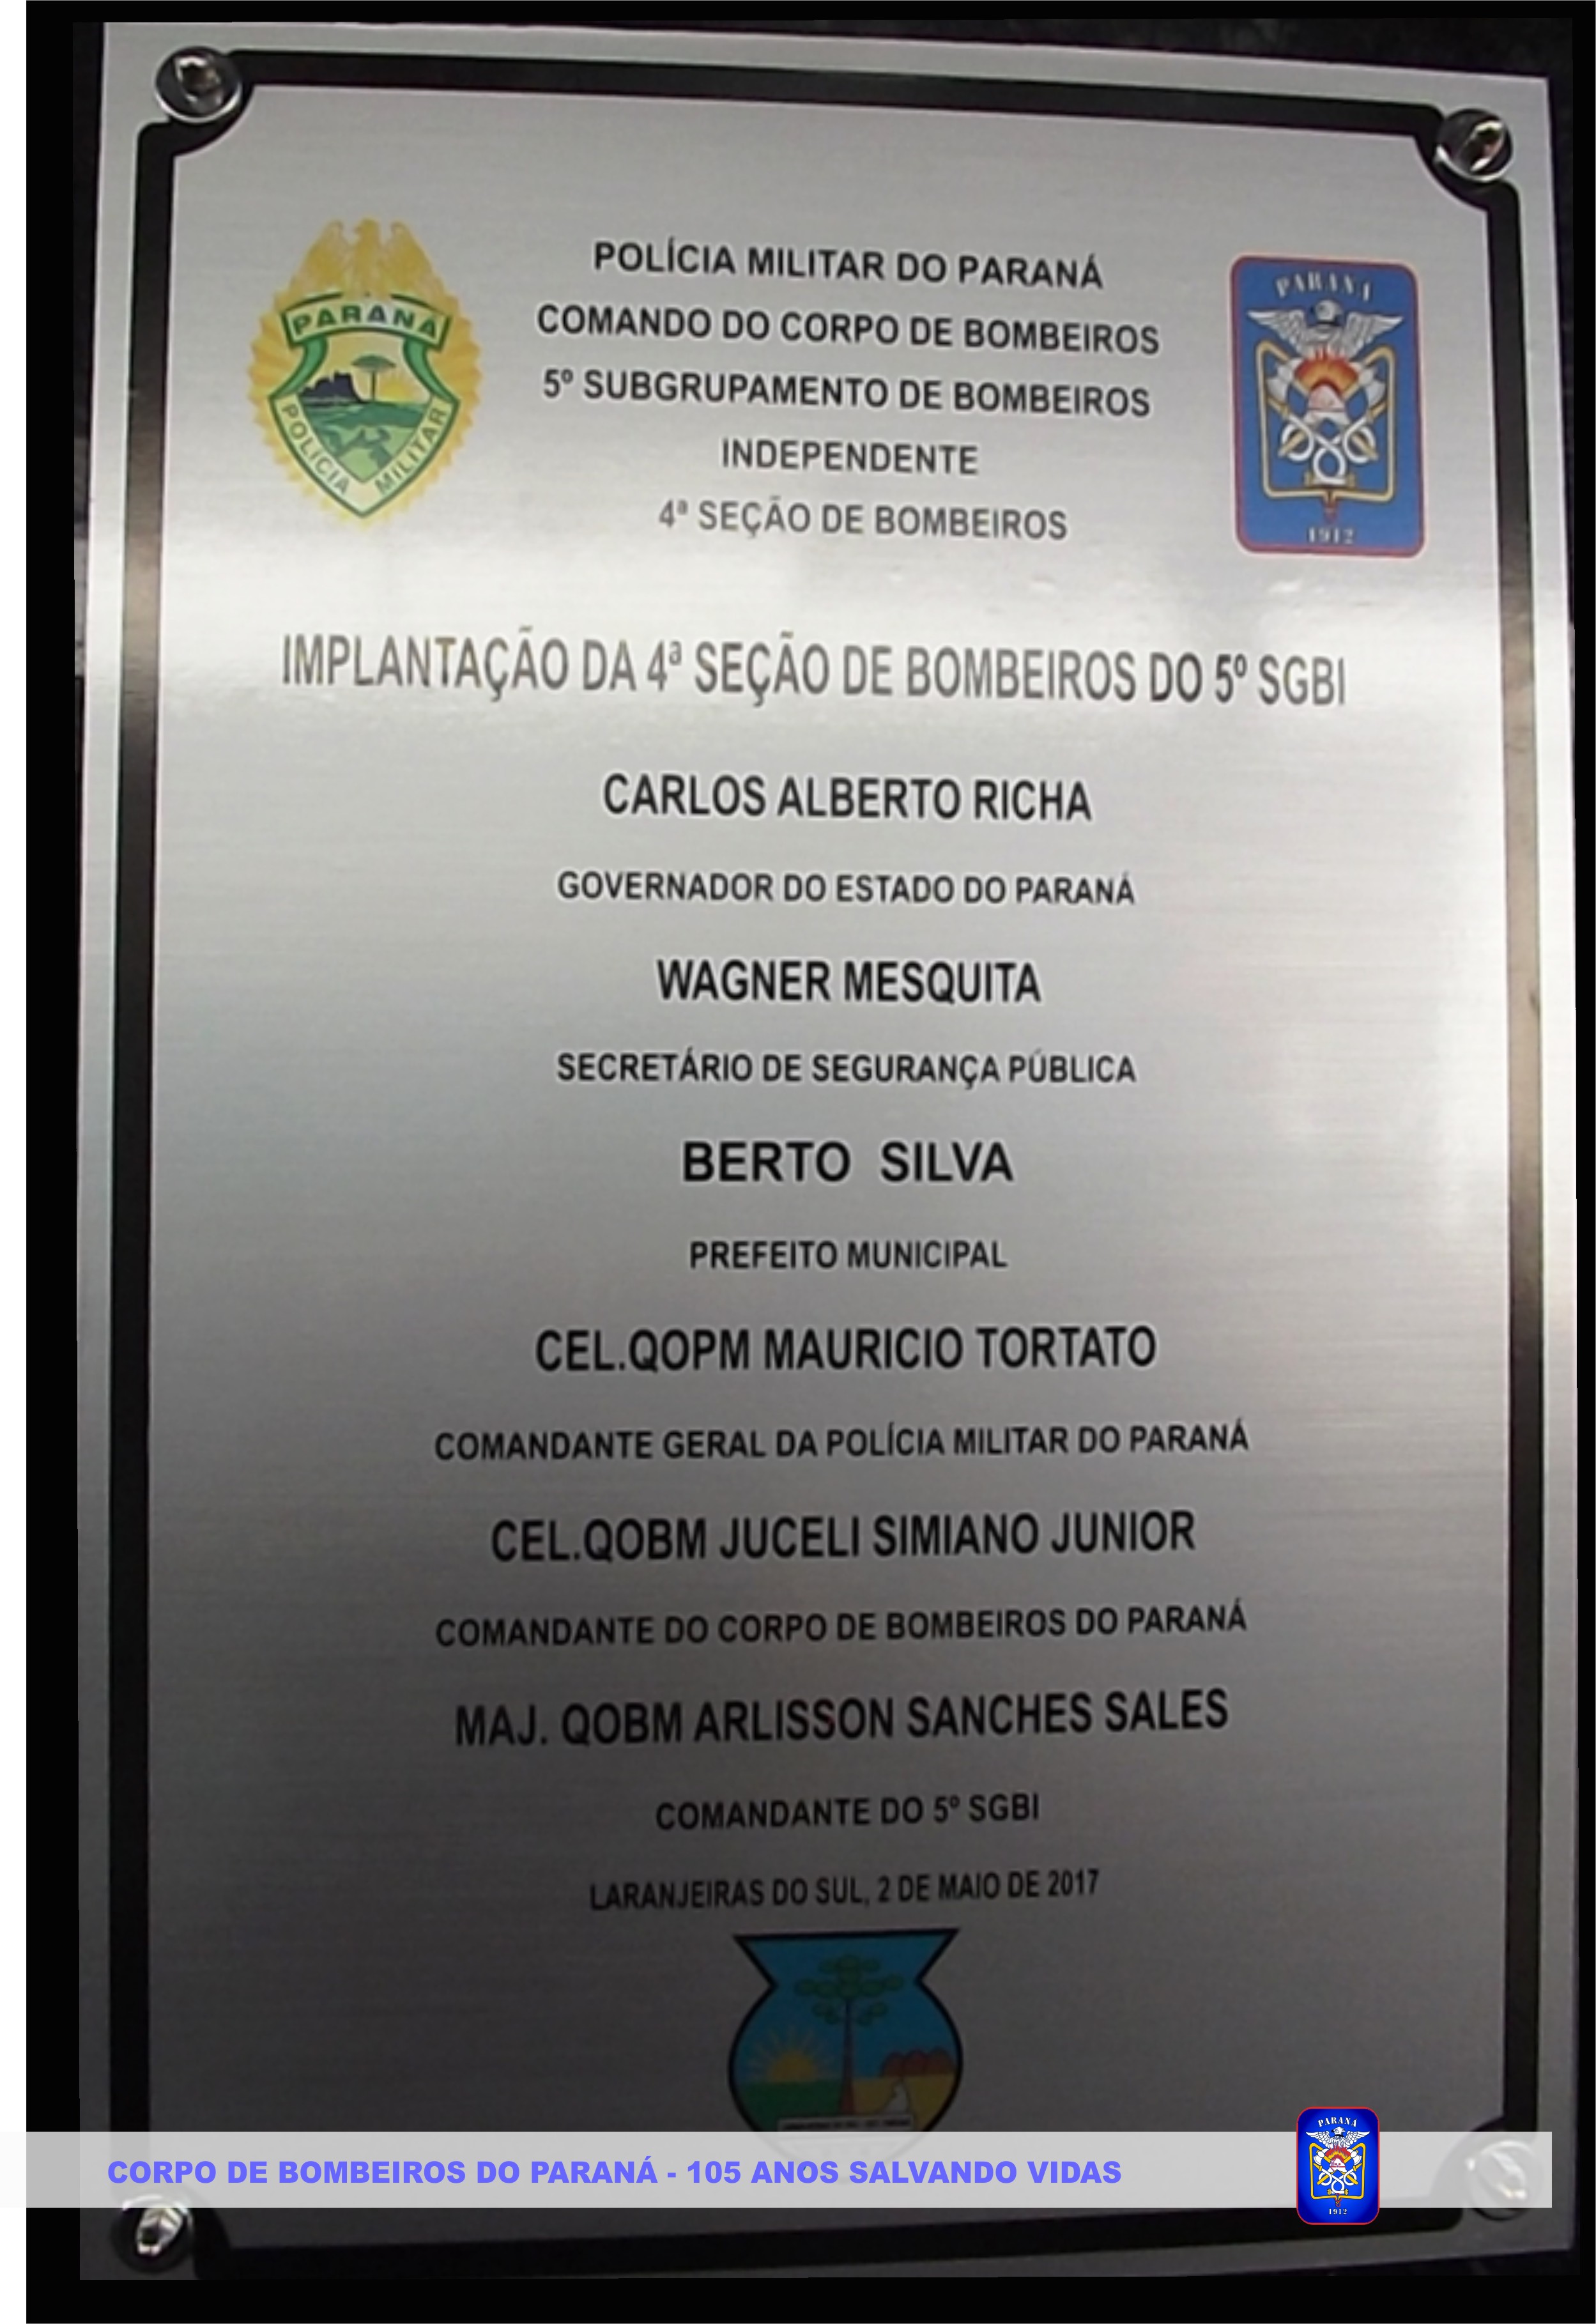 POLÍCIA MILITAR DO PARANÁ
COMANDO DO CORPO DE BOMBEIROS
5º SUBGRUPAMENTO DE BOMBEIROS
INDEPENDENTE
4ª SEÇÃO DE BOMBEIROS
PARANÁ
POLÍCIA MILITAR
PARANÁ
1912
IMPLANTAÇÃO DA 4ª SEÇÃO DE BOMBEIROS DO 5º SGBI
CARLOS ALBERTO RICHA
GOVERNADOR DO ESTADO DO PARANÁ
WAGNER MESQUITA
SECRETÁRIO DE SEGURANÇA PÚBLICA
BERTO SILVA
PREFEITO MUNICIPAL
CEL.QOPM MAURICIO TORTATO
COMANDANTE GERAL DA POLÍCIA MILITAR DO PARANÁ
CEL.QOBM JUCELI SIMIANO JUNIOR
COMANDANTE DO CORPO DE BOMBEIROS DO PARANÁ
MAJ. QOBM ARLISSON SANCHES SALES
COMANDANTE DO 5º SGBI
LARANJEIRAS DO SUL, 2 DE MAIO DE 2017
CORPO DE BOMBEIROS DO PARANÁ - 105 ANOS SALVANDO VIDAS
PARANÁ
1912